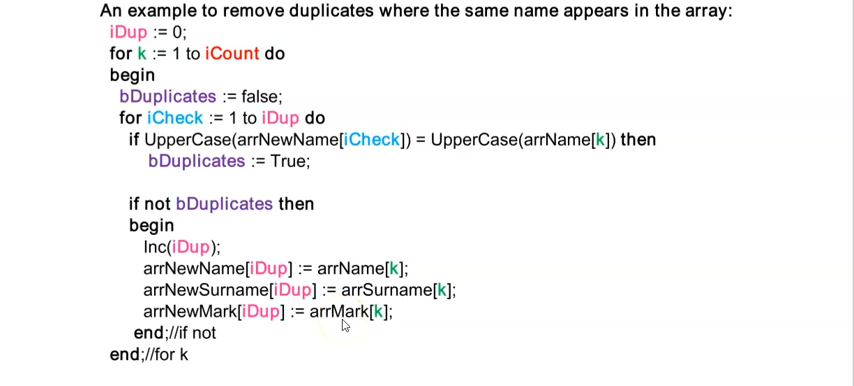 An example to remove duplicates where the same name appears in the array:
iDup := 0;
for k := 1 to iCount do
begin
bDuplicates := false;
for iCheck := 1 to iDup do
if UpperCase(arrNewName[iCheck]) = UpperCase(arrName[k]) then
bDuplicates := True;
if not bDuplicates then
begin
Inc(iDup);
arrNewName[iDup] := arrName[k];
arrNewSurname[iDup] := arrSurname[k];
arrNewMark[iDup] := arrMark[k];
end;//if not
end;//for k